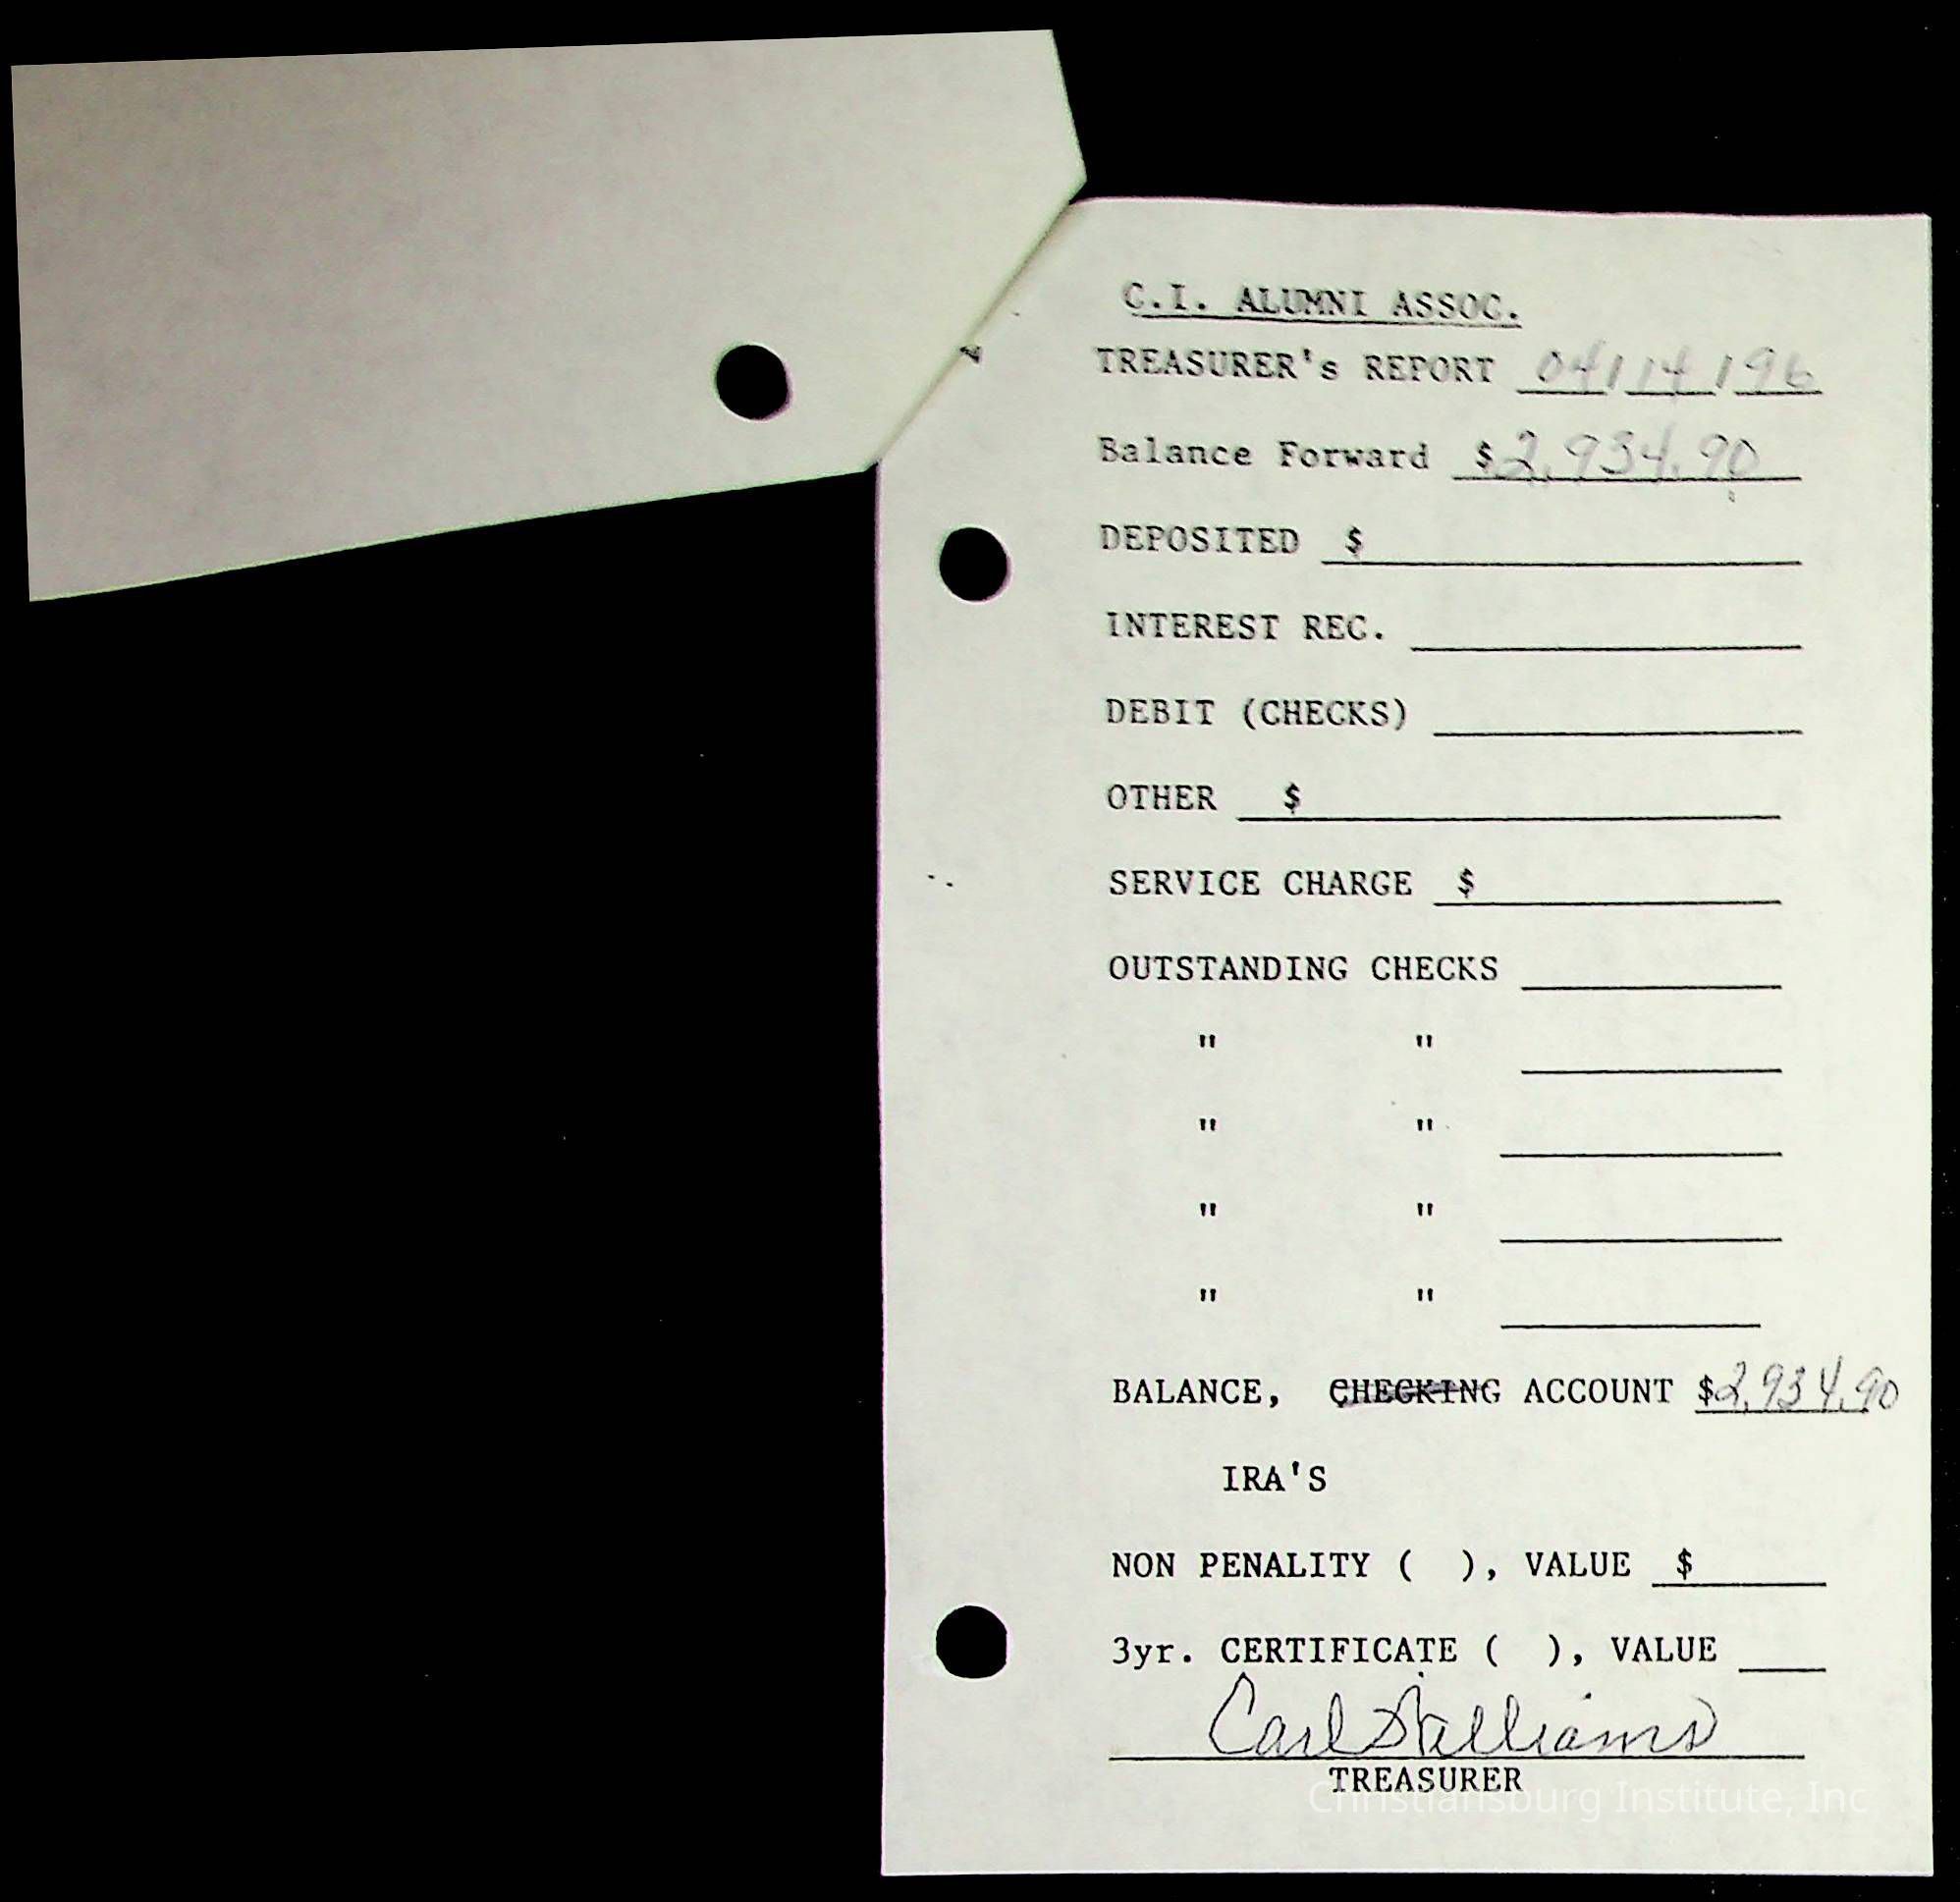 C.I. ALUMNI ASSOC.
TREASURER's REPORT 04/14/96
Balance Forward $2,934.90
DEPOSITED $
INTEREST REC.
DEBIT (CHECKS)
OTHER $
SERVICE CHARGE $
OUTSTANDING CHECKS
" "
" "
" "
" "
BALANCE, CHECKING ACCOUNT $2,934.90
IRA'S
NON PENALITY ( ), VALUE $
3yr. CERTIFICATE ( ), VALUE
Carl Williams
TREASURER
Christiansburg Institute, Inc